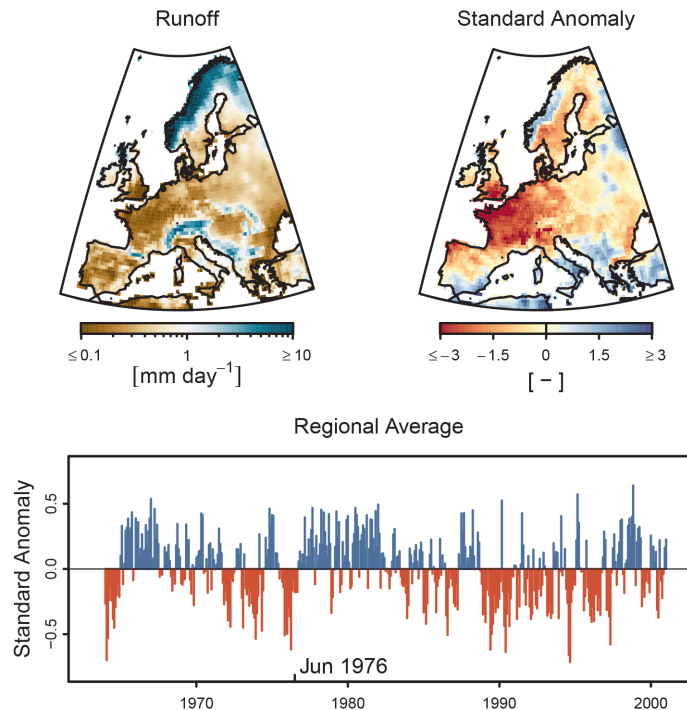 Runoff
Standard Anomaly
≤ 0.1
1
≥ 10
[mm day⁻¹]
≤ −3
−1.5
0
1.5
≥ 3
[ − ]
Regional Average
Standard Anomaly
0.5
0.0
−0.5
Jun 1976
1970
1980
1990
2000